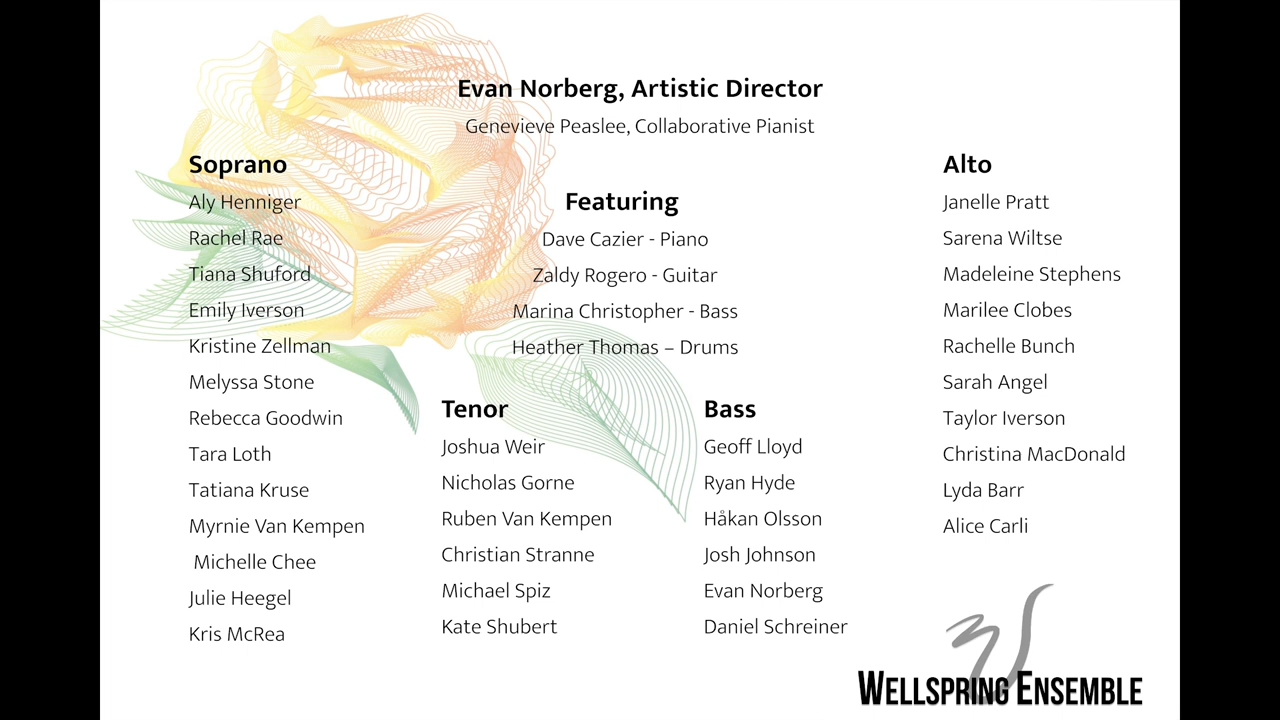 Evan Norberg, Artistic Director
Genevieve Peaslee, Collaborative Pianist
Soprano
Aly Henniger
Rachel Rae
Tiana Shuford
Emily Iverson
Kristine Zellman
Melyssa Stone
Rebecca Goodwin
Tara Loth
Tatiana Kruse
Myrnie Van Kempen
Michelle Chee
Julie Heegel
Kris McRea
Featuring
Dave Cazier - Piano
Zaldy Rogero - Guitar
Marina Christopher - Bass
Heather Thomas – Drums
Tenor
Joshua Weir
Nicholas Gorne
Ruben Van Kempen
Christian Stranne
Michael Spiz
Kate Shubert
Bass
Geoff Lloyd
Ryan Hyde
Håkan Olsson
Josh Johnson
Evan Norberg
Daniel Schreiner
Alto
Janelle Pratt
Sarena Wiltse
Madeleine Stephens
Marilee Clobes
Rachelle Bunch
Sarah Angel
Taylor Iverson
Christina MacDonald
Lyda Barr
Alice Carli
WELLSPRING ENSEMBLE